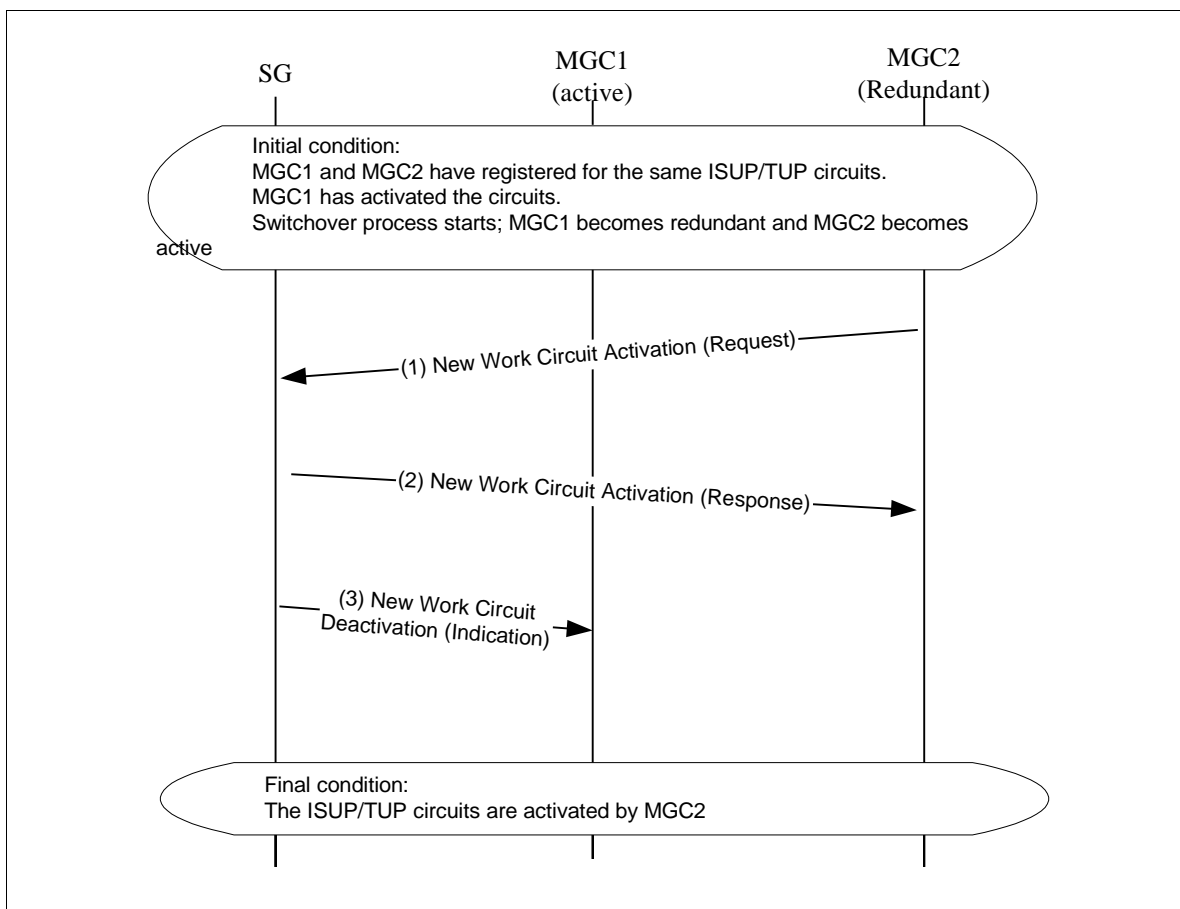 SG
MGC1
(active)
MGC2
(Redundant)
Initial condition:
MGC1 and MGC2 have registered for the same ISUP/TUP circuits.
MGC1 has activated the circuits.
Switchover process starts; MGC1 becomes redundant and MGC2 becomes
active
(1) New Work Circuit Activation (Request)
(2) New Work Circuit Activation (Response)
(3) New Work Circuit
Deactivation (Indication)
Final condition:
The ISUP/TUP circuits are activated by MGC2